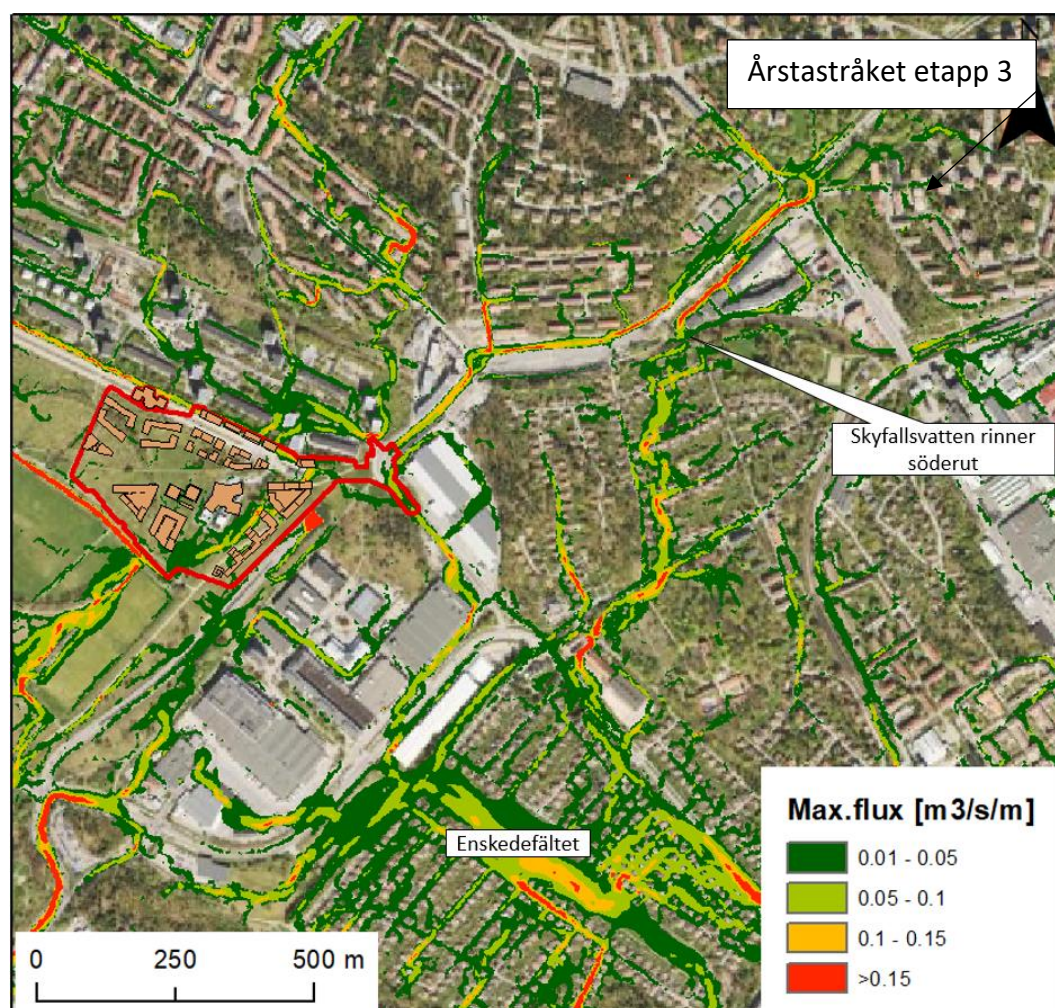 Årstastråket etapp 3
N
Skyfallsvatten rinner
söderut
Enskedefältet
Max.flux [m3/s/m]
0.01 - 0.05
0.05 - 0.1
0.1 - 0.15
>0.15
0 250 500 m